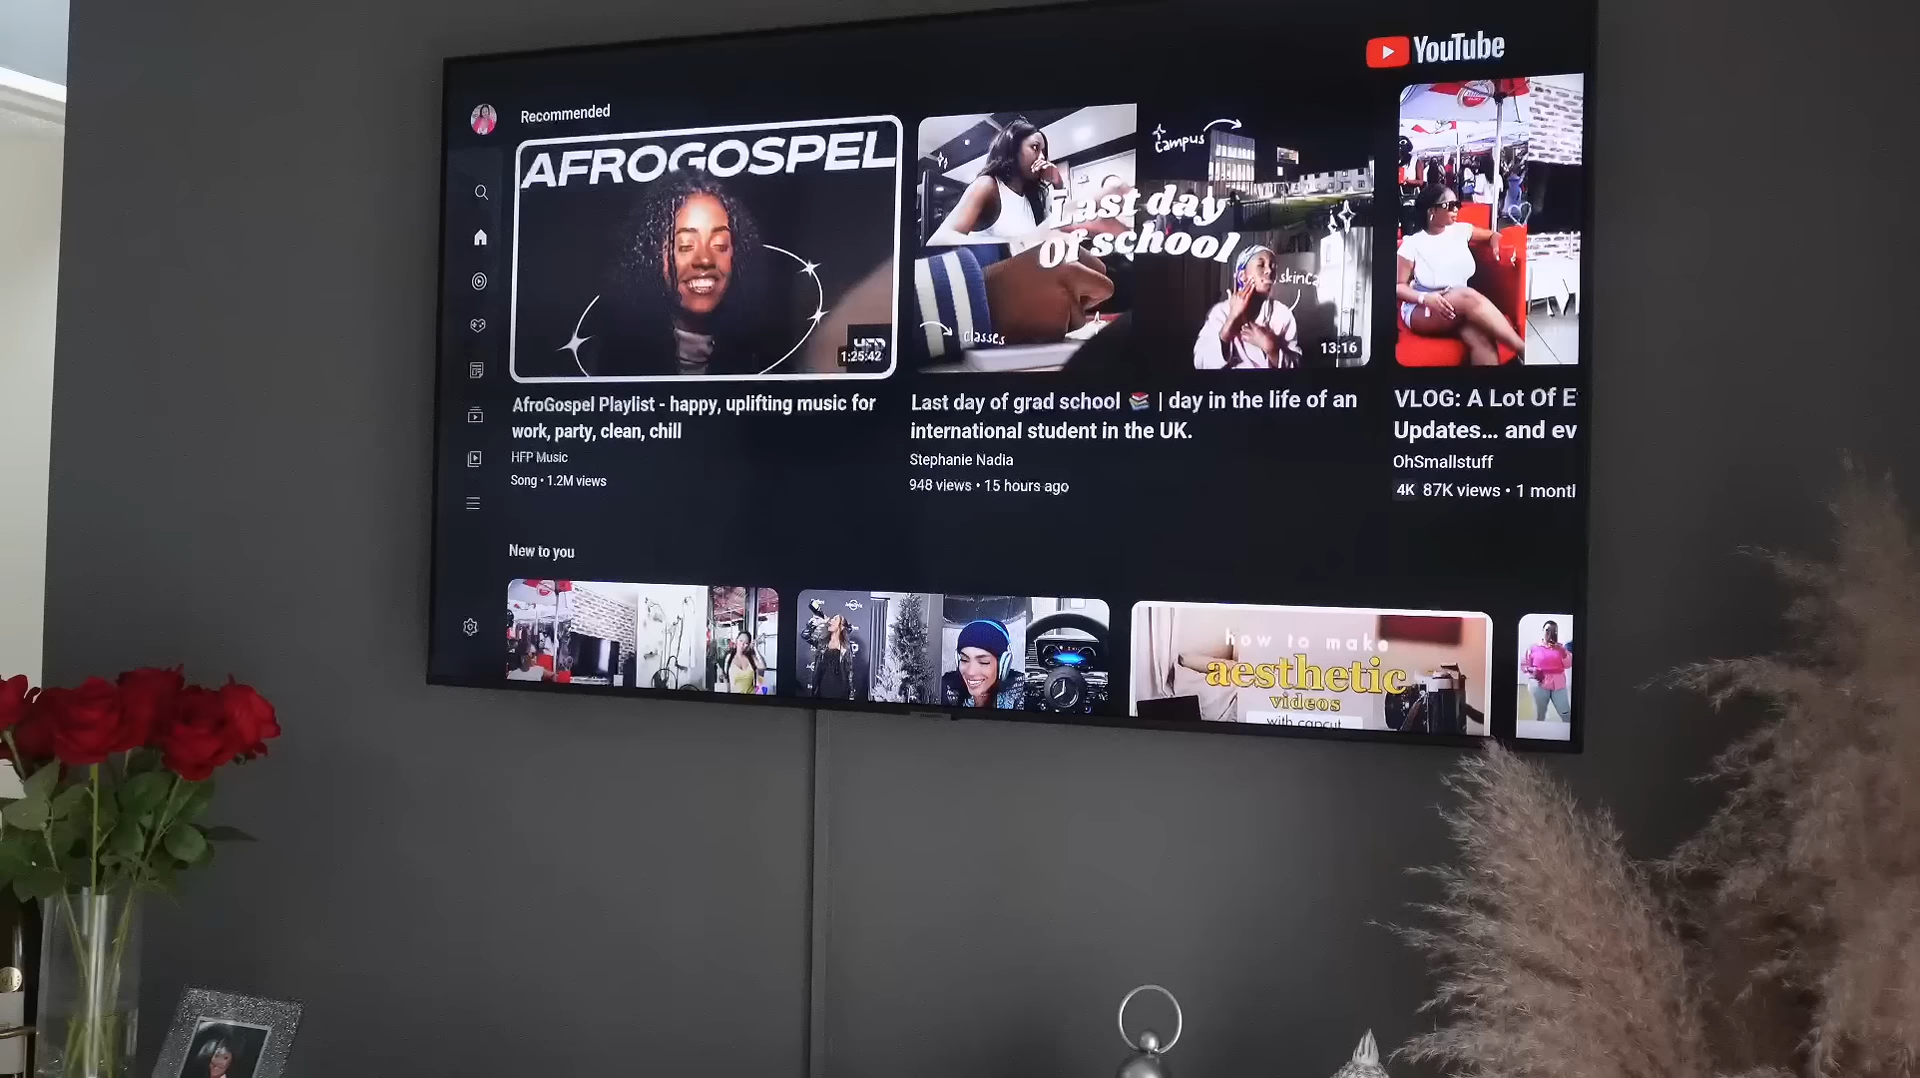 YouTube
Recommended
AFROGOSPEL
HFP
1:25:42
AfroGospel Playlist - happy, uplifting music for
work, party, clean, chill
HFP Music
Song • 1.2M views
campus
Last day
Of school
classes
13:16
Last day of grad school 📚 | day in the life of an
international student in the UK.
Stephanie Nadia
948 views • 15 hours ago
VLOG: A Lot Of
Updates... and
OhSmallstuff
4K 87K views • 1
New to you
how to make
aesthetic
videos
with capcut